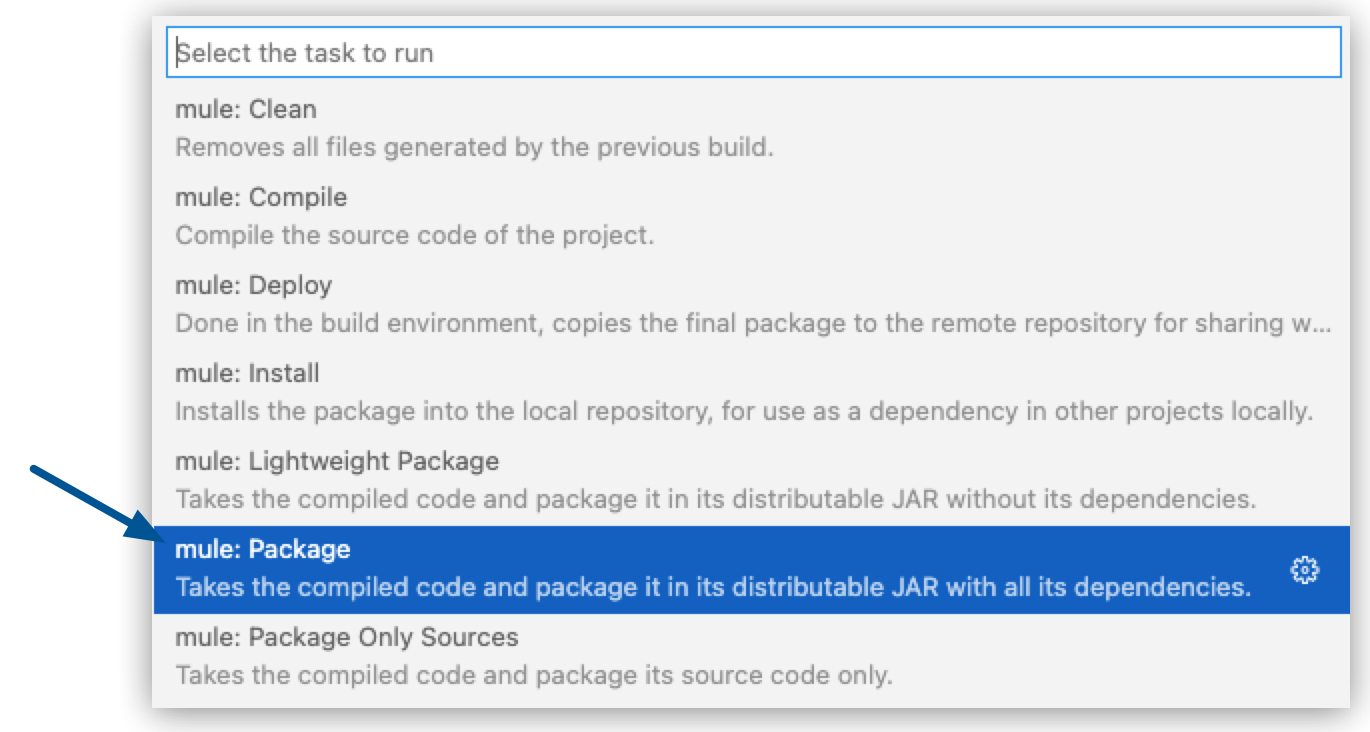 Select the task to run
mule: Clean
Removes all files generated by the previous build.
mule: Compile
Compile the source code of the project.
mule: Deploy
Done in the build environment, copies the final package to the remote repository for sharing w...
mule: Install
Installs the package into the local repository, for use as a dependency in other projects locally.
mule: Lightweight Package
Takes the compiled code and package it in its distributable JAR without its dependencies.
mule: Package
Takes the compiled code and package it in its distributable JAR with all its dependencies.
mule: Package Only Sources
Takes the compiled code and package its source code only.